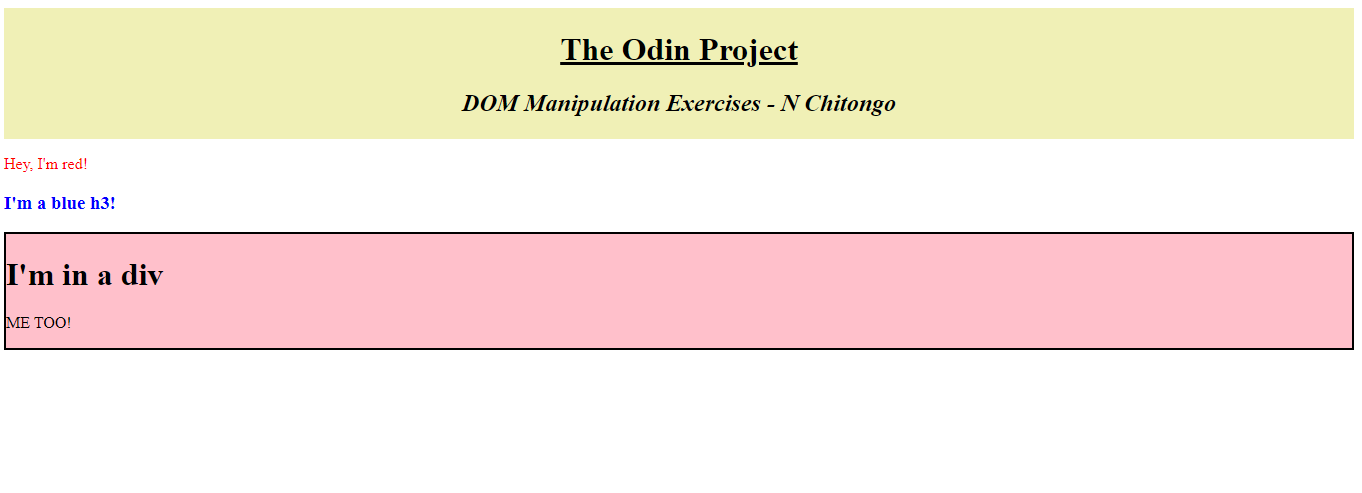 The Odin Project
DOM Manipulation Exercises - N Chitongo
Hey, I'm red!
I'm a blue h3!
I'm in a div
ME TOO!